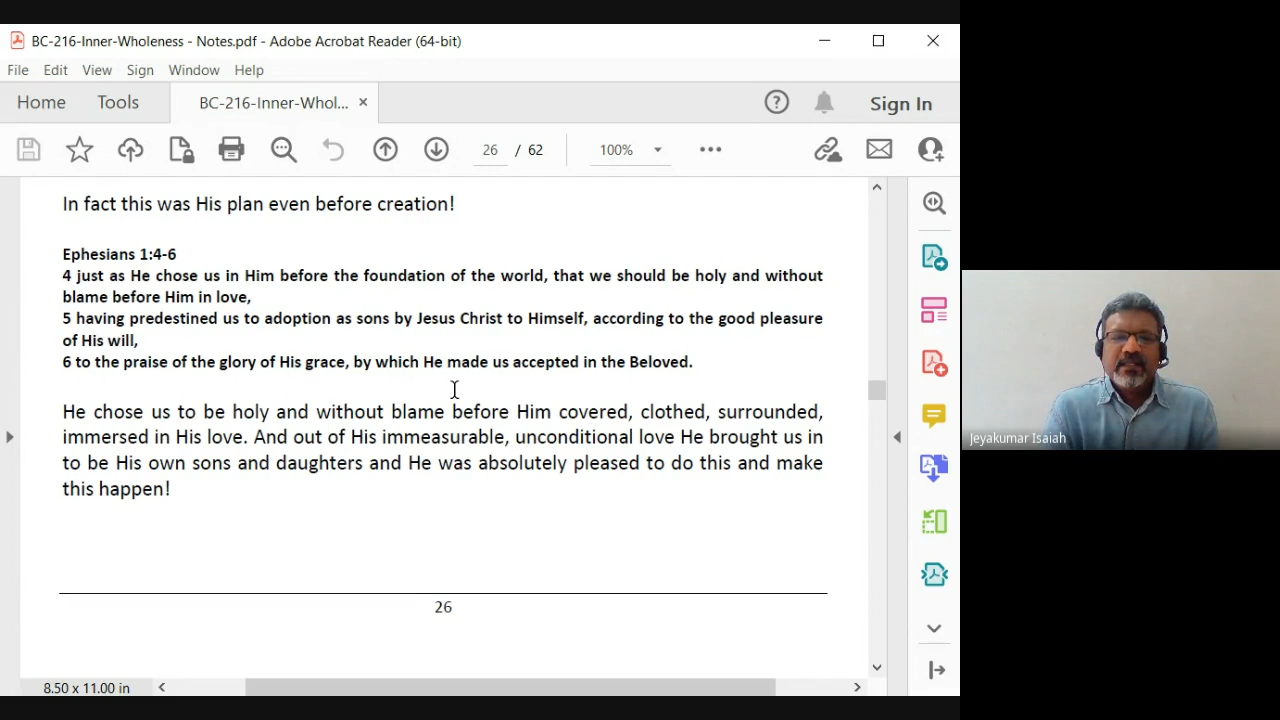 BC-216-Inner-Wholeness - Notes.pdf - Adobe Acrobat Reader (64-bit)
File Edit View Sign Window Help
Home Tools BC-216-Inner-Whol... × Sign In
26 / 62 100%
In fact this was His plan even before creation!
Ephesians 1:4-6
4 just as He chose us in Him before the foundation of the world, that we should be holy and without
blame before Him in love,
5 having predestined us to adoption as sons by Jesus Christ to Himself, according to the good pleasure
of His will,
6 to the praise of the glory of His grace, by which He made us accepted in the Beloved.
He chose us to be holy and without blame before Him covered, clothed, surrounded,
immersed in His love. And out of His immeasurable, unconditional love He brought us in
to be His own sons and daughters and He was absolutely pleased to do this and make
this happen!
26
8.50 x 11.00 in
Jeyakumar Isaiah